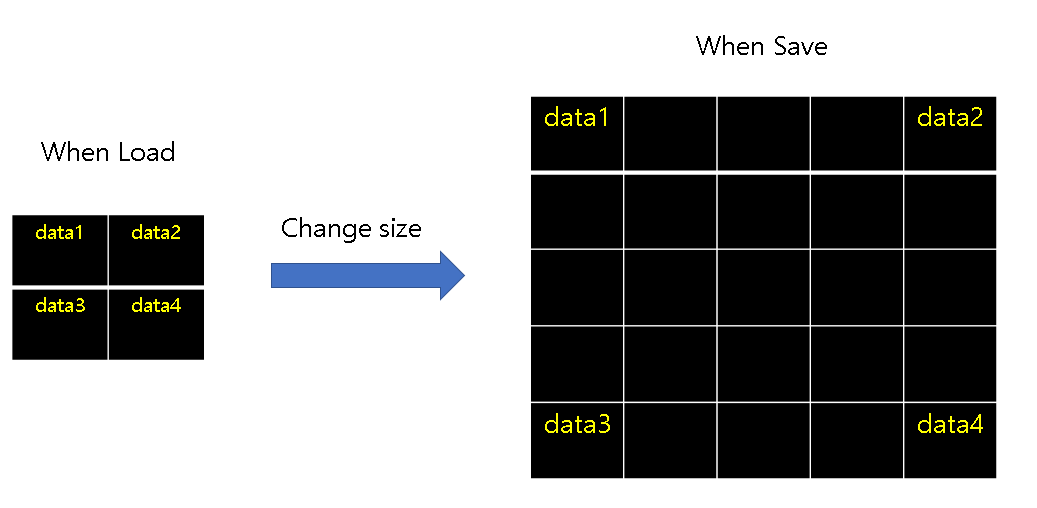 When Save
data1 data2
When Load
data1 data2
Change size
data3 data4
data3 data4